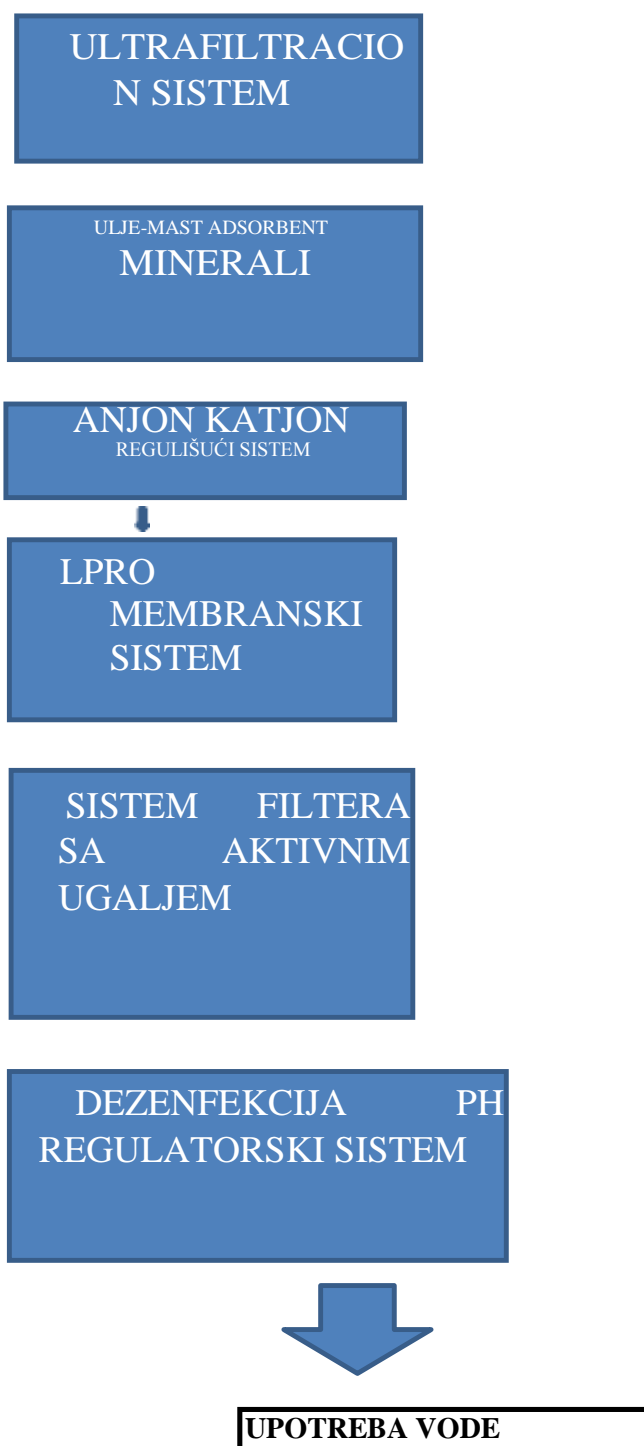 ULTRAFILTRACIO
N SISTEM
ULJE-MAST ADSORBENT
MINERALI
ANJON KATJON
REGULIŠUĆI SISTEM
LPRO
MEMBRANSKI
SISTEM
SISTEM FILTERA
SA AKTIVNIM
UGALJEM
DEZENFEKCIJA PH
REGULATORSKI SISTEM
UPOTREBA VODE